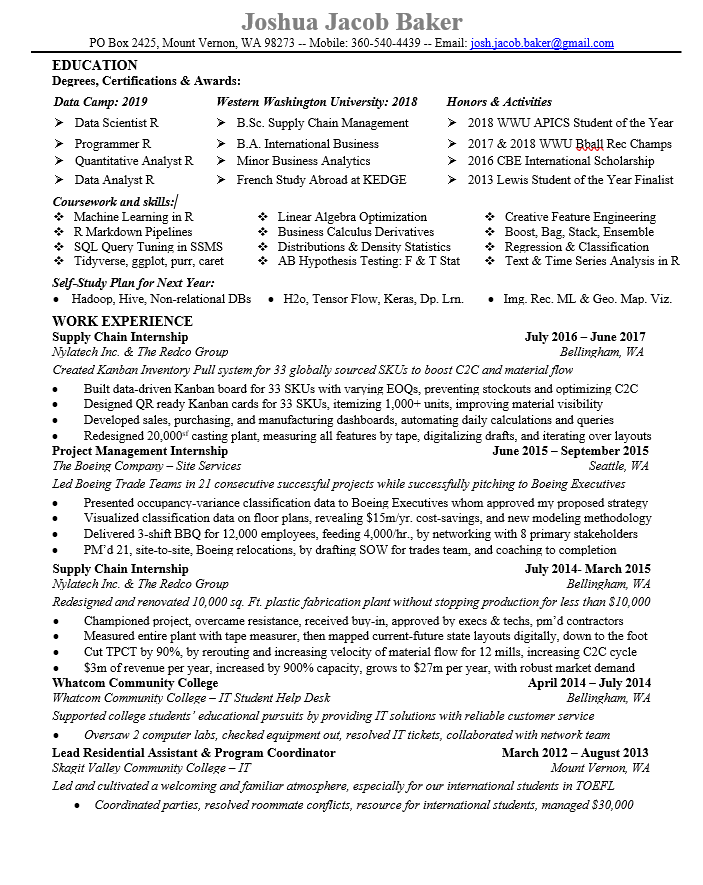 Joshua Jacob Baker
PO Box 2425, Mount Vernon, WA 98273 -- Mobile: 360-540-4439 -- Email: josh.jacob.baker@gmail.com
EDUCATION
Degrees, Certifications & Awards:
Data Camp: 2019 Western Washington University: 2018 Honors & Activities
➢ Data Scientist R ➢ B.Sc. Supply Chain Management ➢ 2018 WWU APICS Student of the Year
➢ Programmer R ➢ B.A. International Business ➢ 2017 & 2018 WWU Bball Rec Champs
➢ Quantitative Analyst R ➢ Minor Business Analytics ➢ 2016 CBE International Scholarship
➢ Data Analyst R ➢ French Study Abroad at KEDGE ➢ 2013 Lewis Student of the Year Finalist
Coursework and skills:
❖ Machine Learning in R ❖ Linear Algebra Optimization ❖ Creative Feature Engineering
❖ R Markdown Pipelines ❖ Business Calculus Derivatives ❖ Boost, Bag, Stack, Ensemble
❖ SQL Query Tuning in SSMS ❖ Distributions & Density Statistics ❖ Regression & Classification
❖ Tidyverse, ggplot, purr, caret ❖ AB Hypothesis Testing: F & T Stat ❖ Text & Time Series Analysis in R
Self-Study Plan for Next Year:
• Hadoop, Hive, Non-relational DBs • H2o, Tensor Flow, Keras, Dp. Lrn. • Img. Rec. ML & Geo. Map. Viz.
WORK EXPERIENCE
Supply Chain Internship July 2016 – June 2017
Nylatech Inc. & The Redco Group Bellingham, WA
Created Kanban Inventory Pull system for 33 globally sourced SKUs to boost C2C and material flow
• Built data-driven Kanban board for 33 SKUs with varying EOQs, preventing stockouts and optimizing C2C
• Designed QR ready Kanban cards for 33 SKUs, itemizing 1,000+ units, improving material visibility
• Developed sales, purchasing, and manufacturing dashboards, automating daily calculations and queries
• Redesigned 20,000sf casting plant, measuring all features by tape, digitalizing drafts, and iterating over layouts
Project Management Internship June 2015 – September 2015
The Boeing Company – Site Services Seattle, WA
Led Boeing Trade Teams in 21 consecutive successful projects while successfully pitching to Boeing Executives
• Presented occupancy-variance classification data to Boeing Executives whom approved my proposed strategy
• Visualized classification data on floor plans, revealing $15m/yr. cost-savings, and new modeling methodology
• Delivered 3-shift BBQ for 12,000 employees, feeding 4,000/hr., by networking with 8 primary stakeholders
• PM’d 21, site-to-site, Boeing relocations, by drafting SOW for trades team, and coaching to completion
Supply Chain Internship July 2014- March 2015
Nylatech Inc. & The Redco Group Bellingham, WA
Redesigned and renovated 10,000 sq. Ft. plastic fabrication plant without stopping production for less than $10,000
• Championed project, overcame resistance, received buy-in, approved by execs & techs, pm’d contractors
• Measured entire plant with tape measurer, then mapped current-future state layouts digitally, down to the foot
• Cut TPCT by 90%, by rerouting and increasing velocity of material flow for 12 mills, increasing C2C cycle
• $3m of revenue per year, increased by 900% capacity, grows to $27m per year, with robust market demand
Whatcom Community College April 2014 – July 2014
Whatcom Community College – IT Student Help Desk Bellingham, WA
Supported college students’ educational pursuits by providing IT solutions with reliable customer service
• Oversaw 2 computer labs, checked equipment out, resolved IT tickets, collaborated with network team
Lead Residential Assistant & Program Coordinator March 2012 – August 2013
Skagit Valley Community College – IT Mount Vernon, WA
Led and cultivated a welcoming and familiar atmosphere, especially for our international students in TOEFL
• Coordinated parties, resolved roommate conflicts, resource for international students, managed $30,000